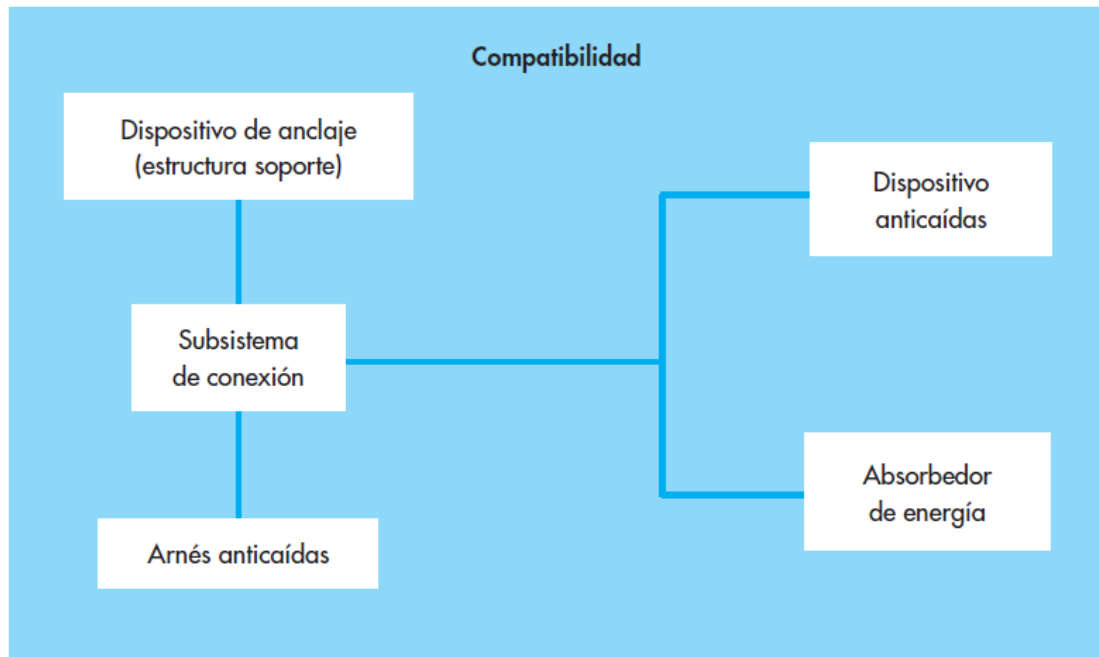 Compatibilidad
Dispositivo de anclaje
(estructura soporte)
Dispositivo
anticaídas
Subsistema
de conexión
Absorbedor
de energía
Arnés anticaídas